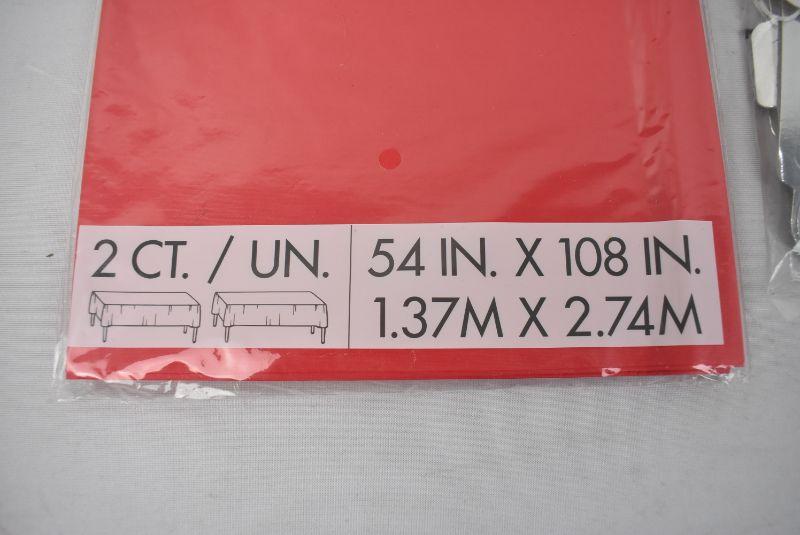 2 CT. / UN.
54 IN. X 108 IN.
1.37M X 2.74M